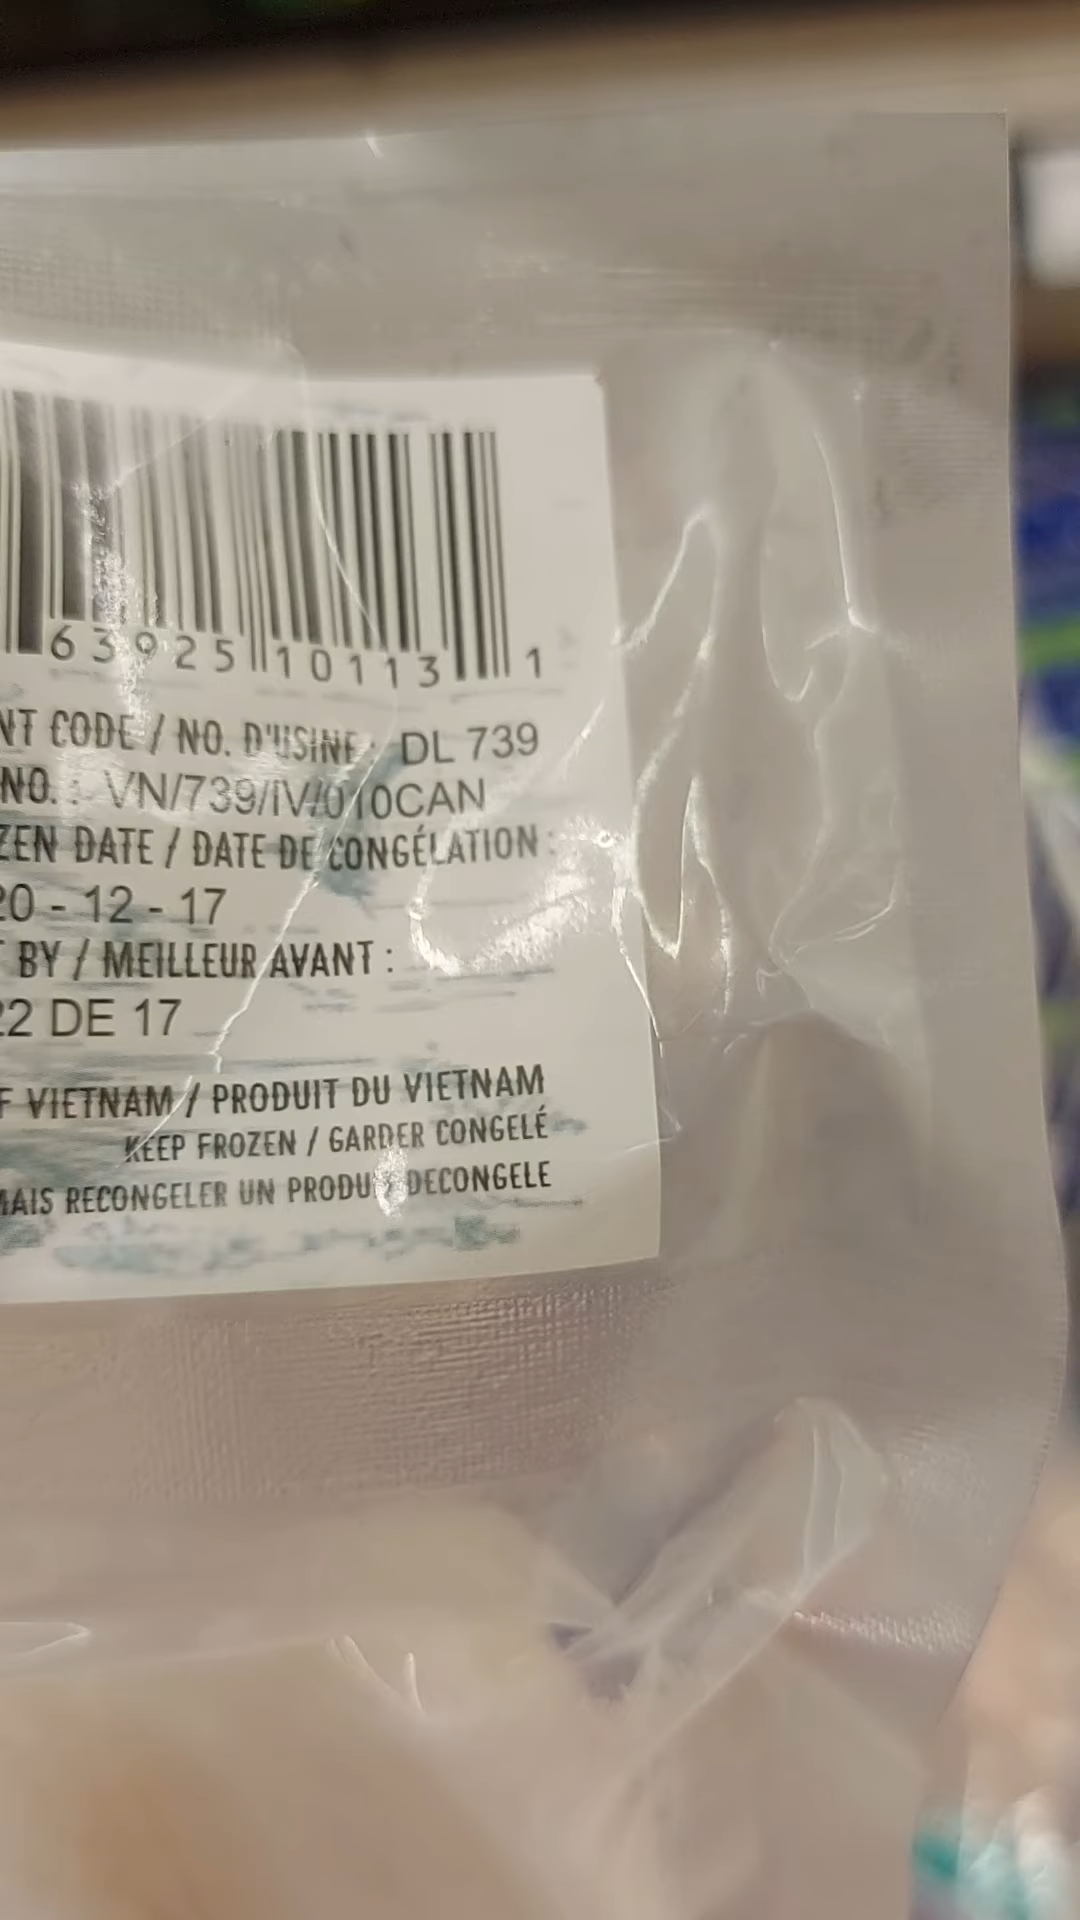 63925 10113 1
NT CODE / NO. D'USINE : DL 739
NO. : VN/739/IV/010CAN
ZEN DATE / DATE DE CONGÉLATION :
20 - 12 - 17
BY / MEILLEUR AVANT :
22 DE 17
F VIETNAM / PRODUIT DU VIETNAM
KEEP FROZEN / GARDER CONGELÉ
MAIS RECONGELER UN PRODUIT DECONGELE